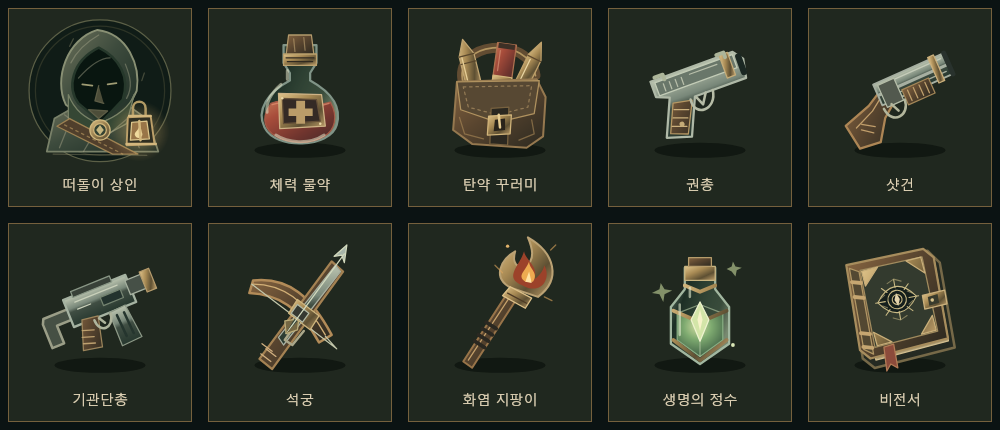 떠돌이 상인
체력 물약
탄약 꾸러미
권총
샷건
기관단총
석궁
화염 지팡이
생명의 정수
비전서